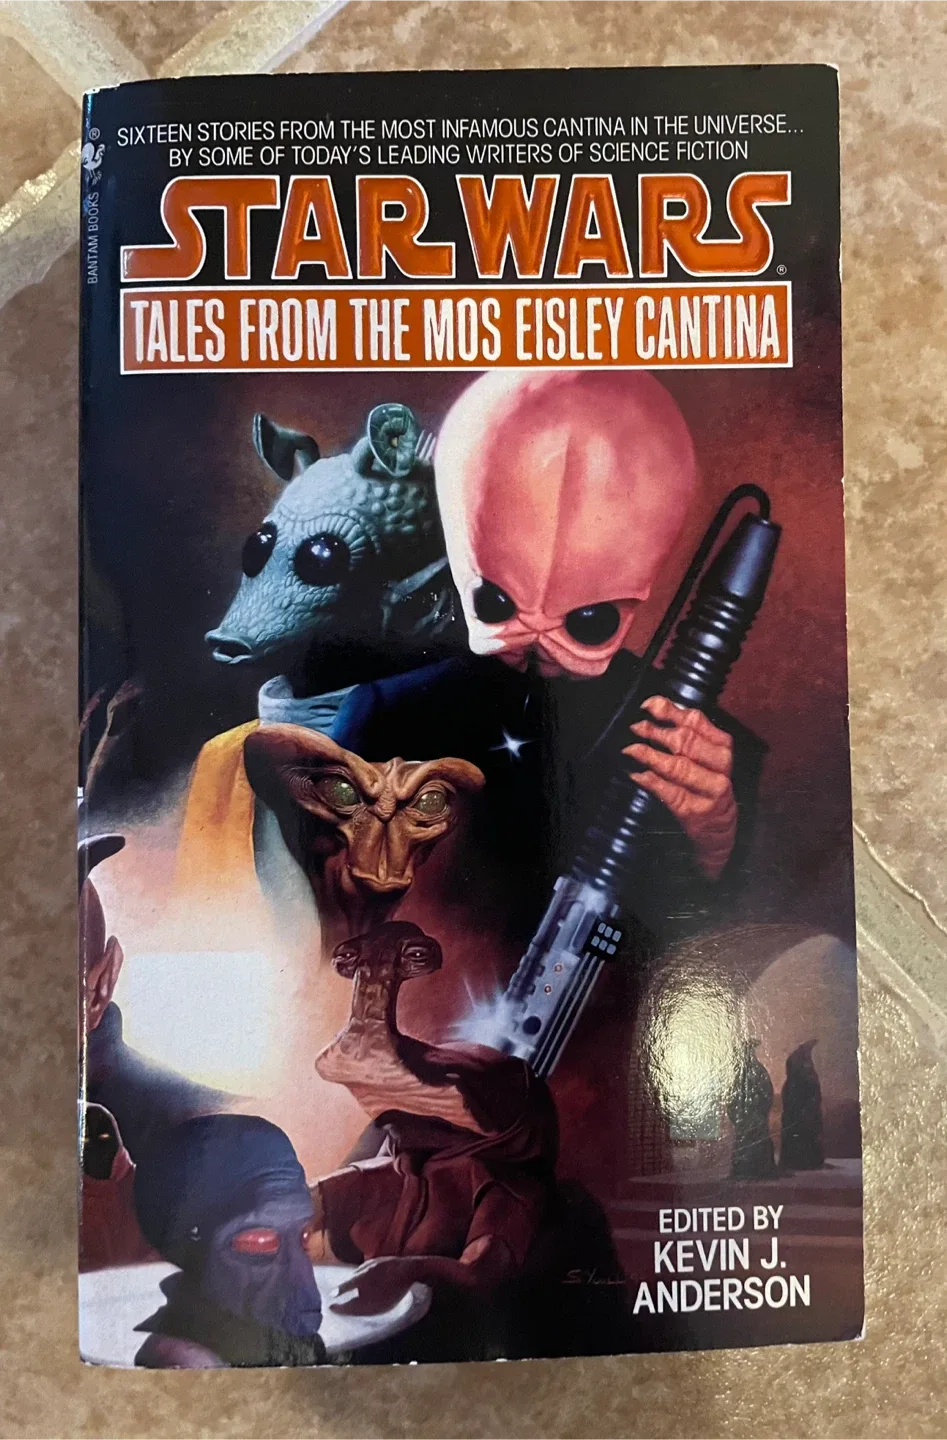 SIXTEEN STORIES FROM THE MOST INFAMOUS CANTINA IN THE UNIVERSE...
BY SOME OF TODAY'S LEADING WRITERS OF SCIENCE FICTION
STAR WARS®
TALES FROM THE MOS EISLEY CANTINA
BANTAM BOOKS ®
EDITED BY
KEVIN J.
ANDERSON